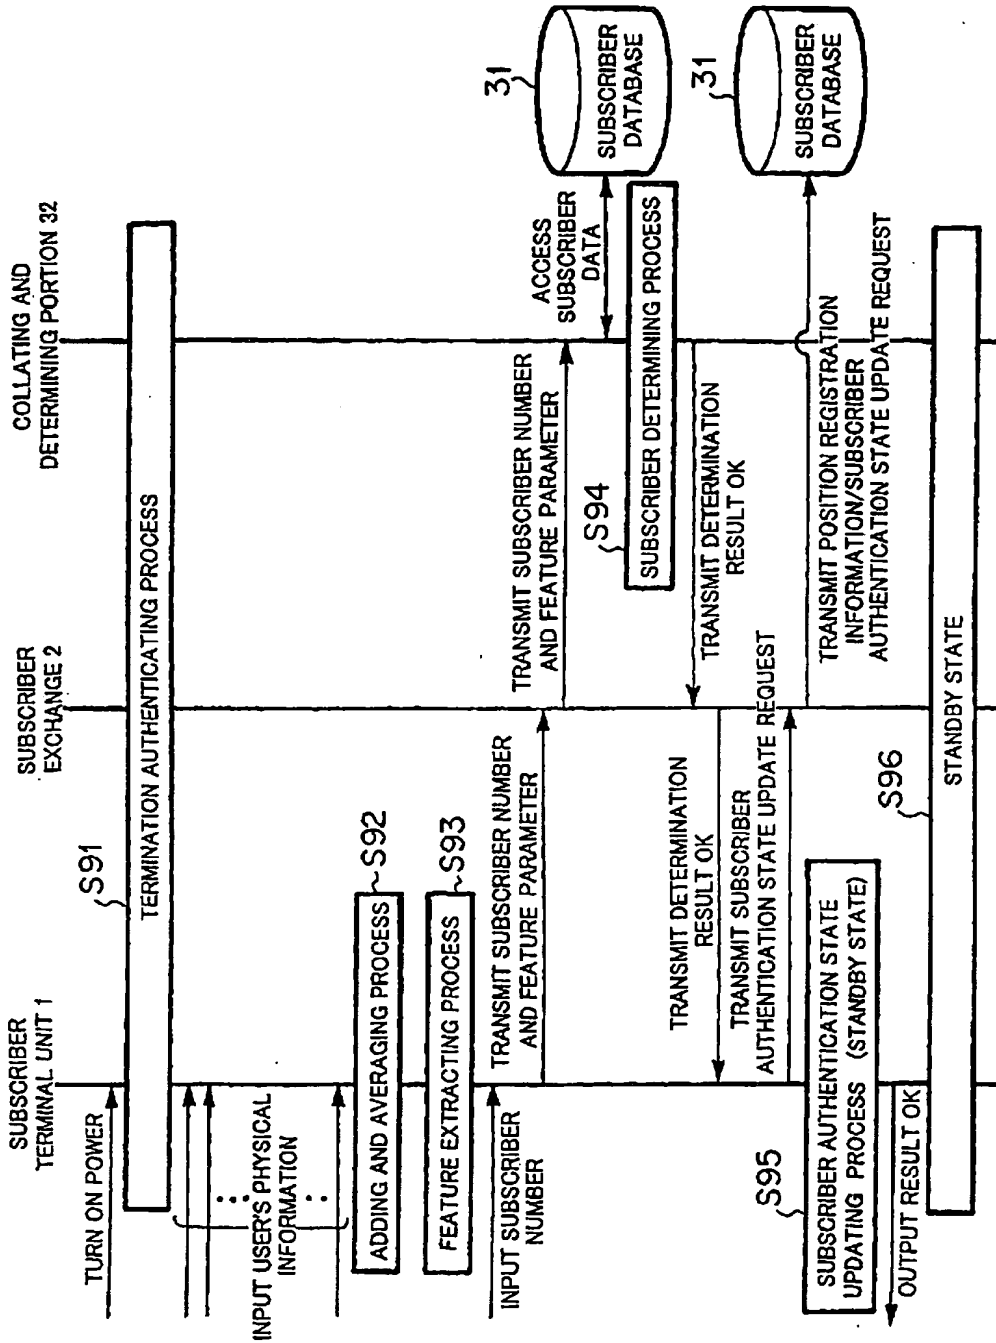 SUBSCRIBER
TERMINAL UNIT 1
SUBSCRIBER
EXCHANGE 2
COLLATING AND
DETERMINING PORTION 32
TURN ON POWER
S91
TERMINATION AUTHENTICATING PROCESS
INPUT USER'S PHYSICAL
INFORMATION
ADDING AND AVERAGING PROCESS
S92
FEATURE EXTRACTING PROCESS
S93
INPUT SUBSCRIBER
NUMBER
TRANSMIT SUBSCRIBER NUMBER
AND FEATURE PARAMETER
TRANSMIT SUBSCRIBER NUMBER
AND FEATURE PARAMETER
ACCESS
SUBSCRIBER
DATA
31
SUBSCRIBER
DATABASE
S94
SUBSCRIBER DETERMINING PROCESS
TRANSMIT DETERMINATION
RESULT OK
TRANSMIT DETERMINATION
RESULT OK
TRANSMIT SUBSCRIBER
AUTHENTICATION STATE UPDATE REQUEST
TRANSMIT POSITION REGISTRATION
INFORMATION/SUBSCRIBER
AUTHENTICATION STATE UPDATE REQUEST
31
SUBSCRIBER
DATABASE
S95
SUBSCRIBER AUTHENTICATION STATE
UPDATING PROCESS (STANDBY STATE)
OUTPUT RESULT OK
S96
STANDBY STATE